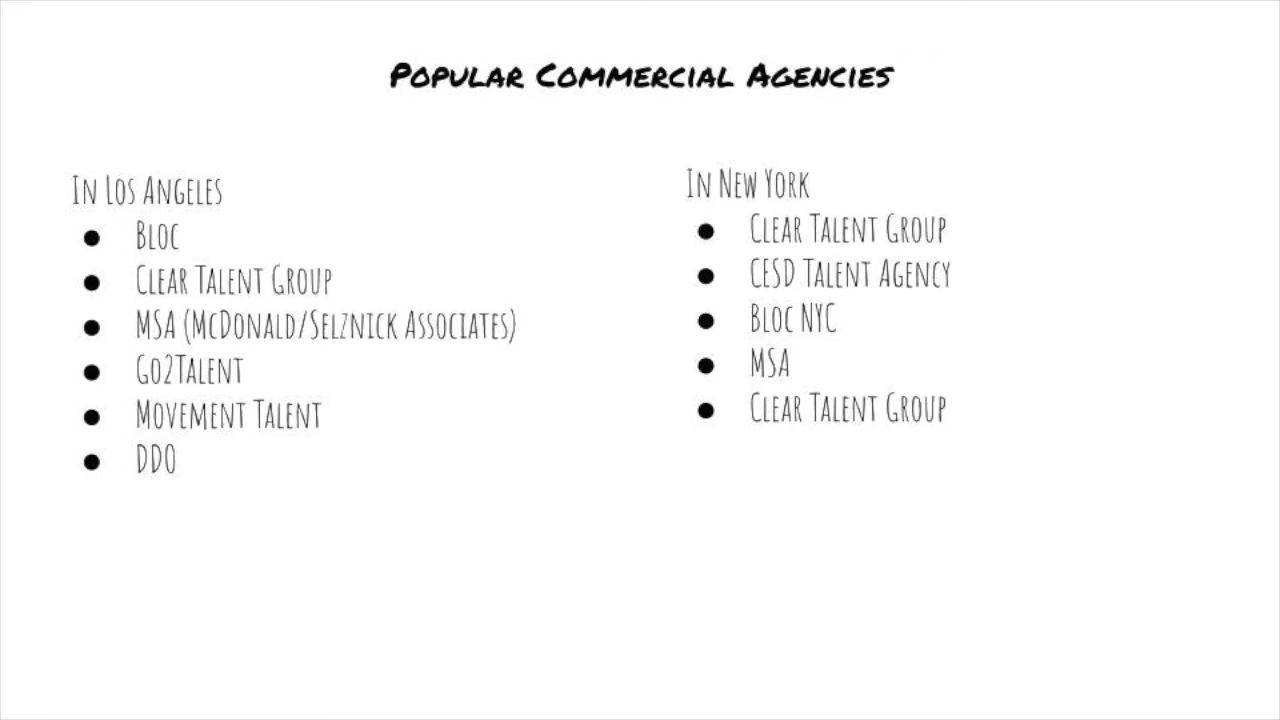 Popular Commercial Agencies
In Los Angeles
● Bloc
● Clear Talent Group
● MSA (McDonald/Selznick Associates)
● Go2Talent
● Movement Talent
● DDO
In New York
● Clear Talent Group
● CESD Talent Agency
● Bloc NYC
● MSA
● Clear Talent Group